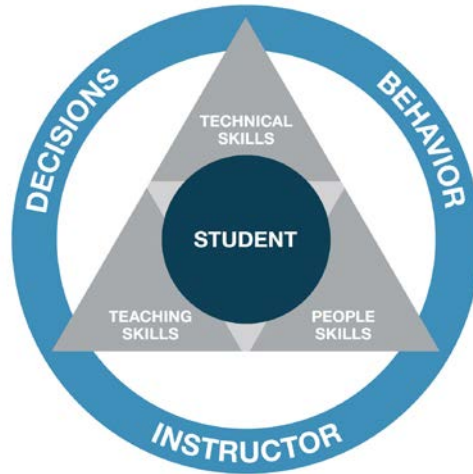 DECISIONS
BEHAVIOR
TECHNICAL
SKILLS
STUDENT
TEACHING
SKILLS
PEOPLE
SKILLS
INSTRUCTOR